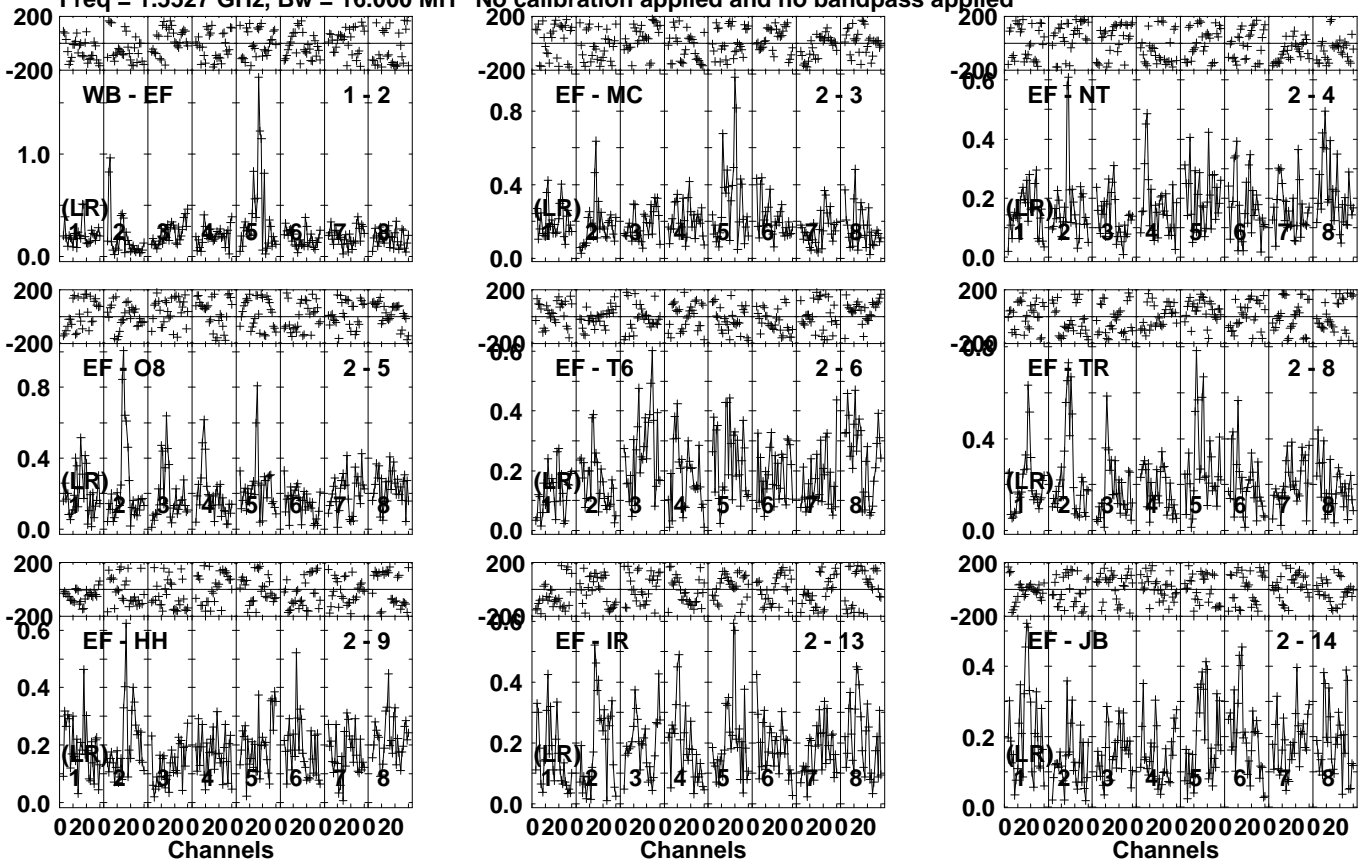 Freq = 1.5527 GHz, Bw = 16.000 MH No calibration applied and no bandpass applied
200 200 200
-200 -200 -200
WB - EF 1 - 2 EF - MC 2 - 3 EF - NT 2 - 4
0.6
0.8
1.0 0.4
0.4 0.2
(LR) (LR) (LR)
1 2 3 4 5 6 7 8 1 2 3 4 5 6 7 8 1 2 3 4 5 6 7 8
0.0 0.0 0.0
200 200 200
-200 -200 -200
0.6 0.8
EF - O8 2 - 5 EF - T6 2 - 6 EF - TR 2 - 8
0.8 0.4 0.4
0.4 0.2
(LR) (LR) (LR)
1 2 3 4 5 6 7 8 1 2 3 4 5 6 7 8 1 2 3 4 5 6 7 8
0.0 0.0 0.0
200 200 200
-200 -200 -200
0.6 0.6
EF - HH 2 - 9 EF - IR 2 - 13 EF - JB 2 - 14
0.4 0.4 0.4
0.2 0.2 0.2
(LR) (LR) (LR)
1 2 3 4 5 6 7 8 1 2 3 4 5 6 7 8 1 2 3 4 5 6 7 8
0.0 0.0 0.0
0 20 0 20 0 20 0 20 0 20 0 20 0 20 0 20 0 20 0 20 0 20 0 20 0 20 0 20 0 20 0 20 0 20 0 20 0 20 0 20 0 20 0 20 0 20 0 20
Channels Channels Channels